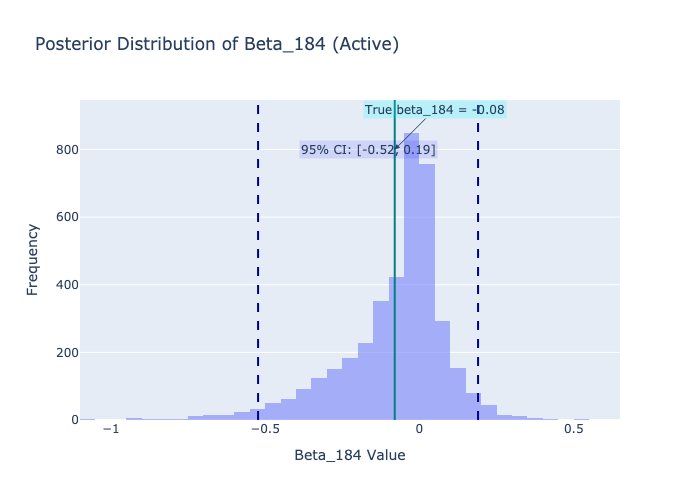 Posterior Distribution of Beta_184 (Active)
True beta_184 = -0.08
95% CI: [-0.52, 0.19]
800
600
400
200
0
Frequency
−1
−0.5
0
0.5
Beta_184 Value